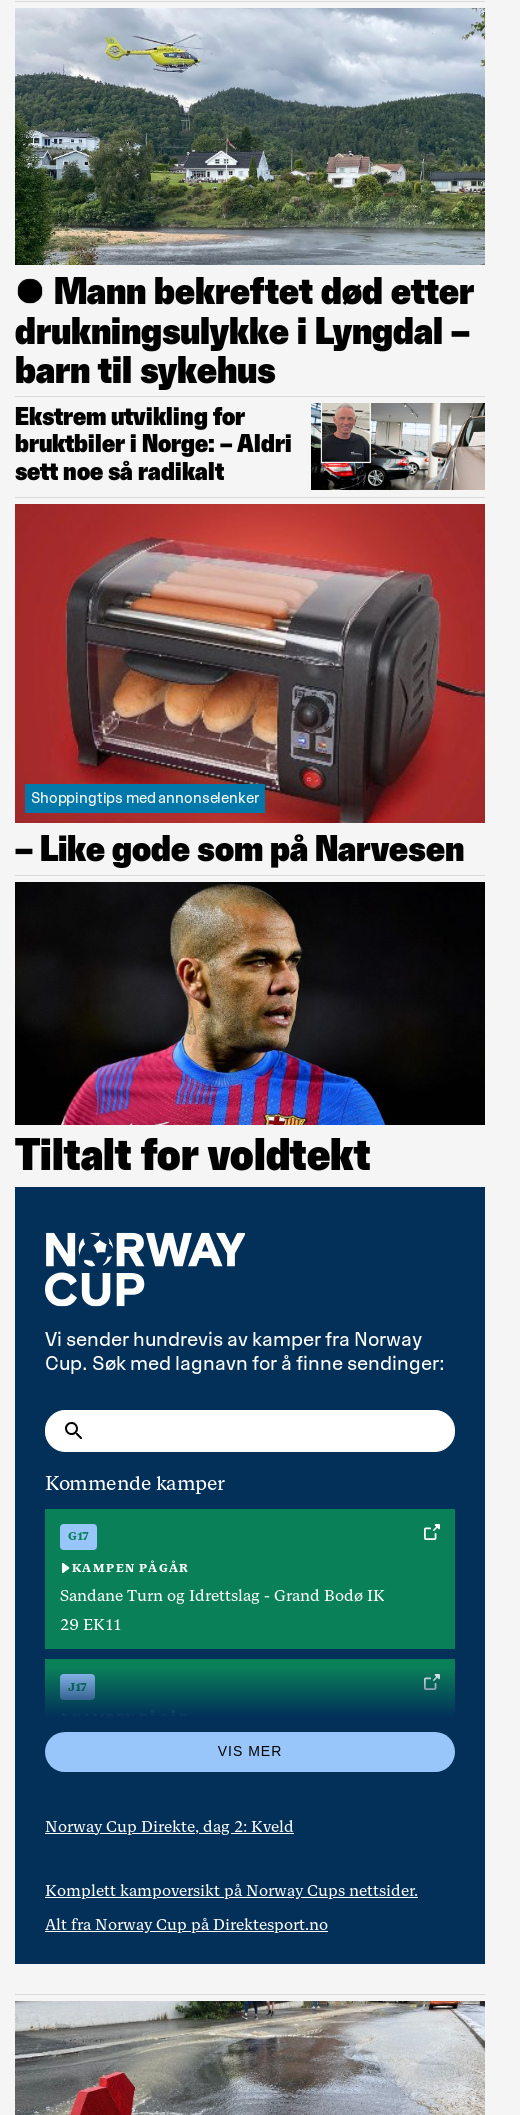 Mann bekreftet død etter
drukningsulykke i Lyngdal –
barn til sykehus
Ekstrem utvikling for
bruktbiler i Norge: – Aldri
sett noe så radikalt
Shoppingtips med annonselenker
– Like gode som på Narvesen
Tiltalt for voldtekt
NORWAY
CUP
Vi sender hundrevis av kamper fra Norway
Cup. Søk med lagnavn for å finne sendinger:
Kommende kamper
G17
KAMPEN PÅGÅR
Sandane Turn og Idrettslag - Grand Bodø IK
29 EK11
J17
VIS MER
Norway Cup Direkte, dag 2: Kveld
Komplett kampoversikt på Norway Cups nettsider.
Alt fra Norway Cup på Direktesport.no